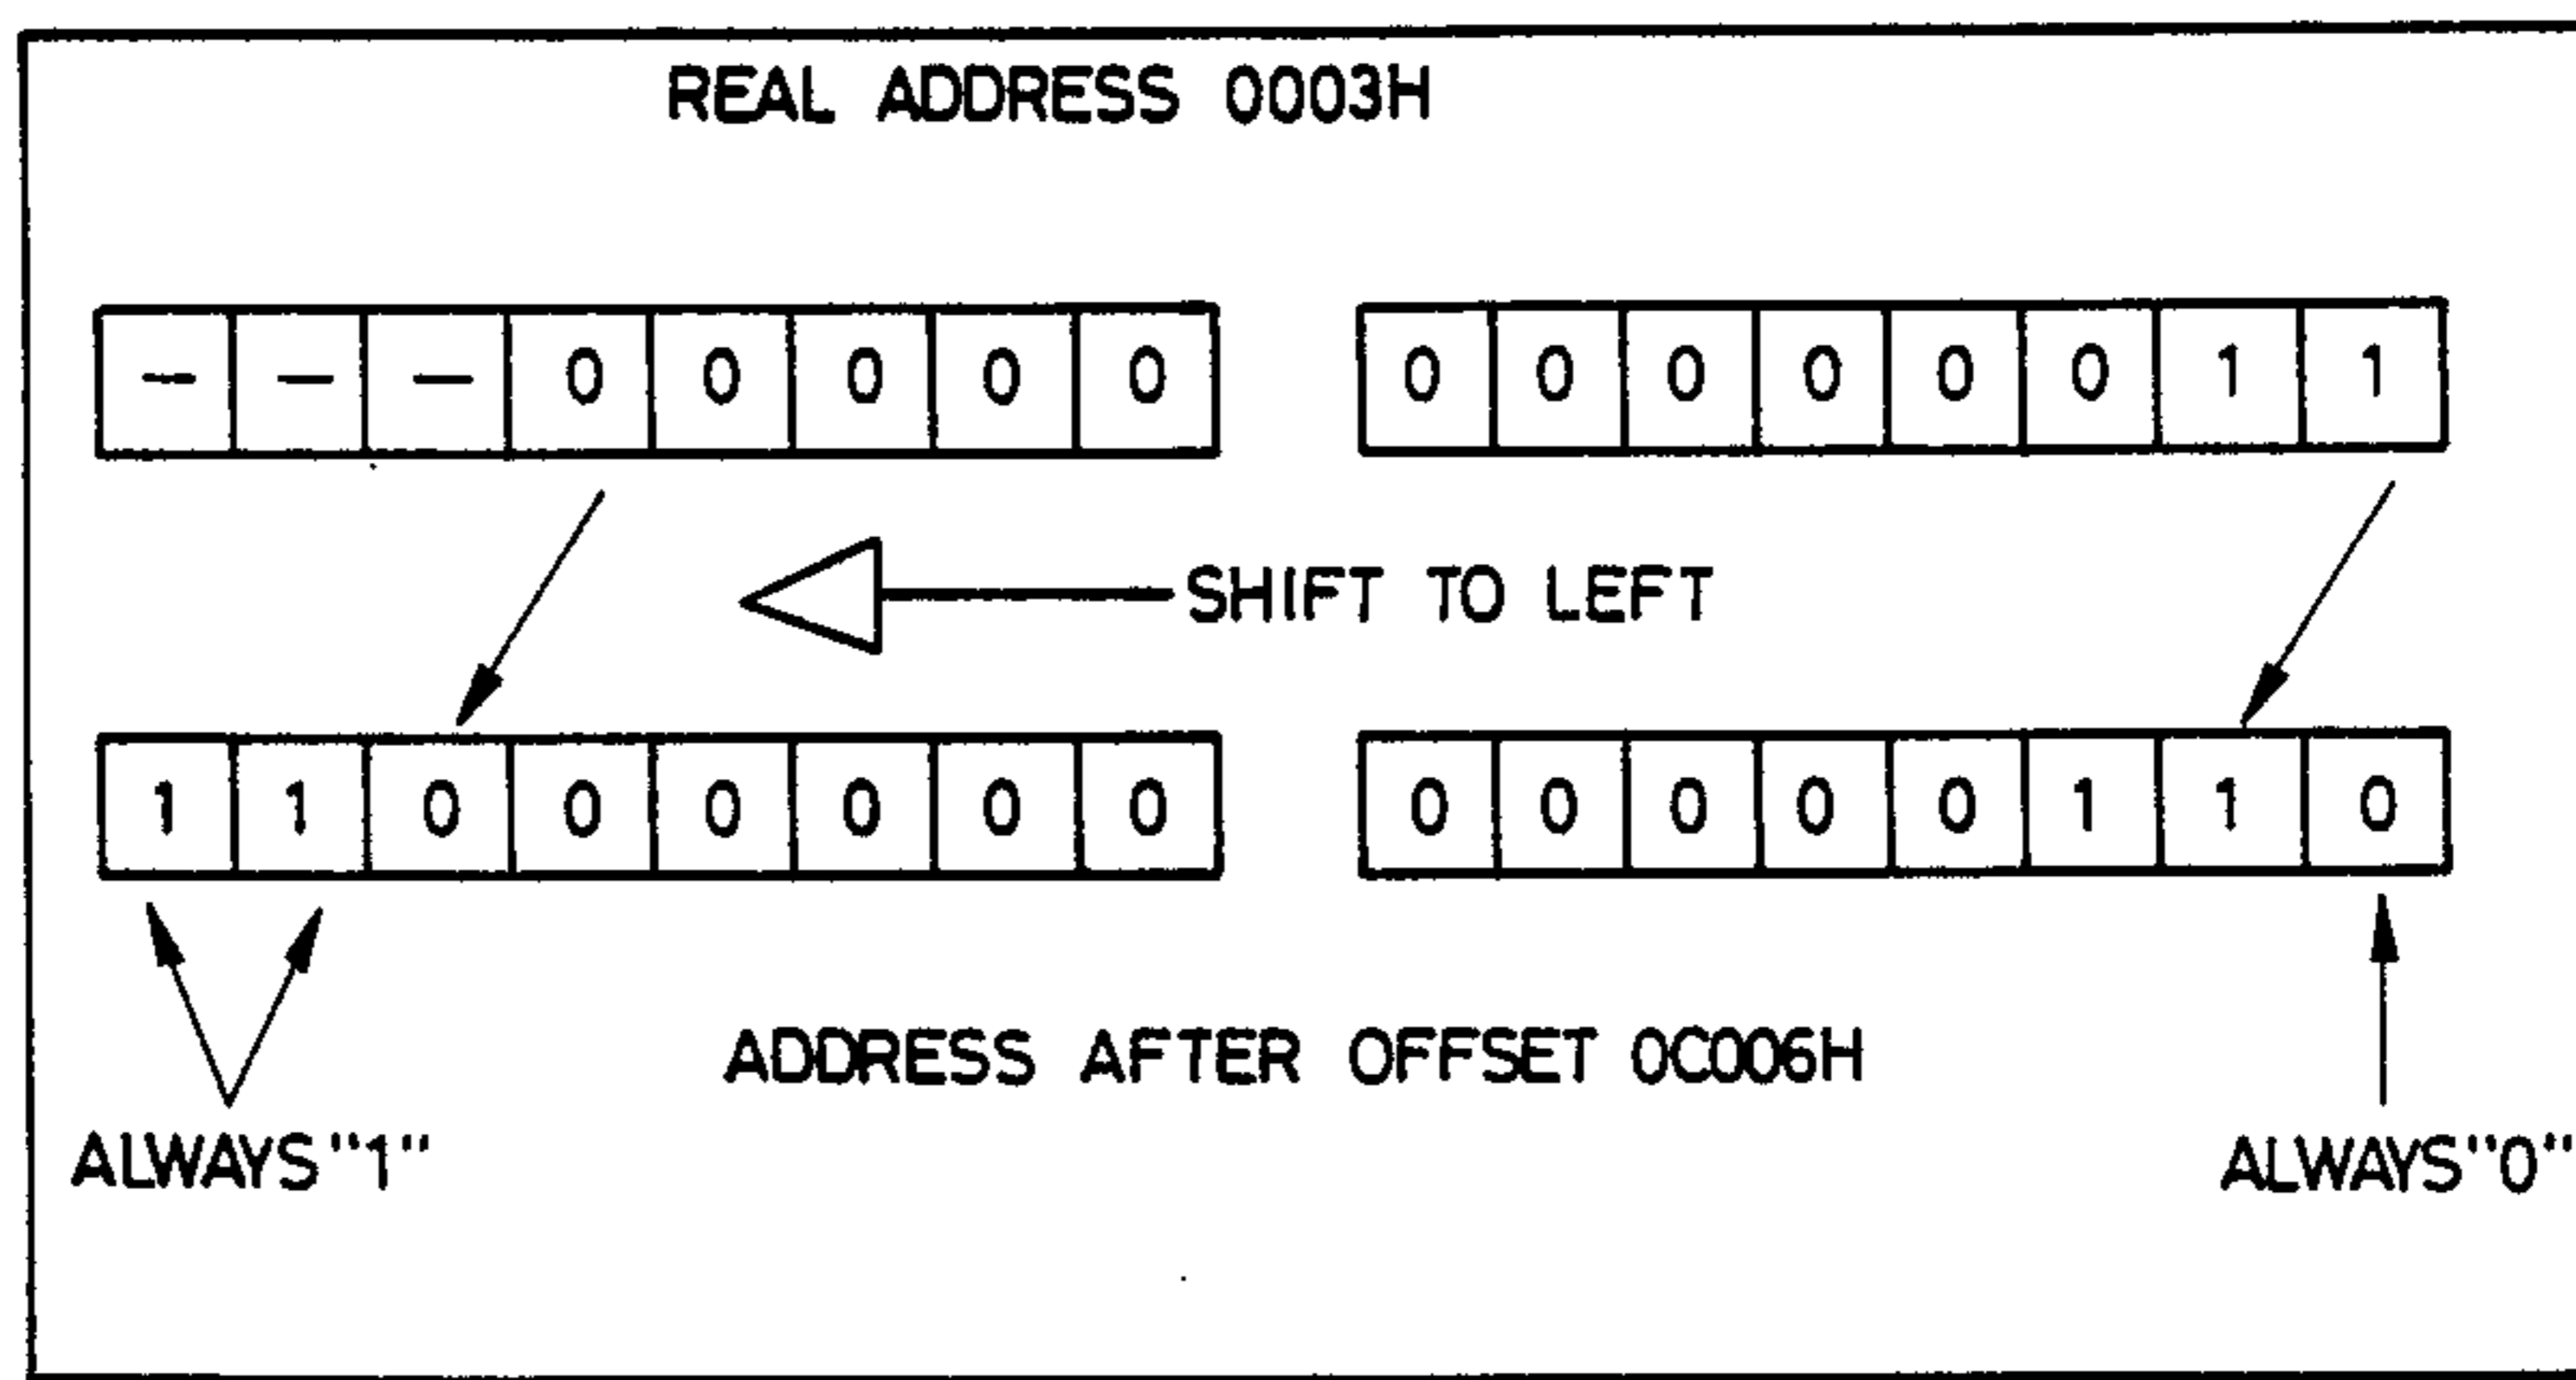 REAL ADDRESS 0003H
— — — 0 0 0 0 0 0 0 0 0 0 0 1 1
SHIFT TO LEFT
1 1 0 0 0 0 0 0 0 0 0 0 0 1 1 0
ADDRESS AFTER OFFSET 0C006H
ALWAYS "1" ALWAYS "0"